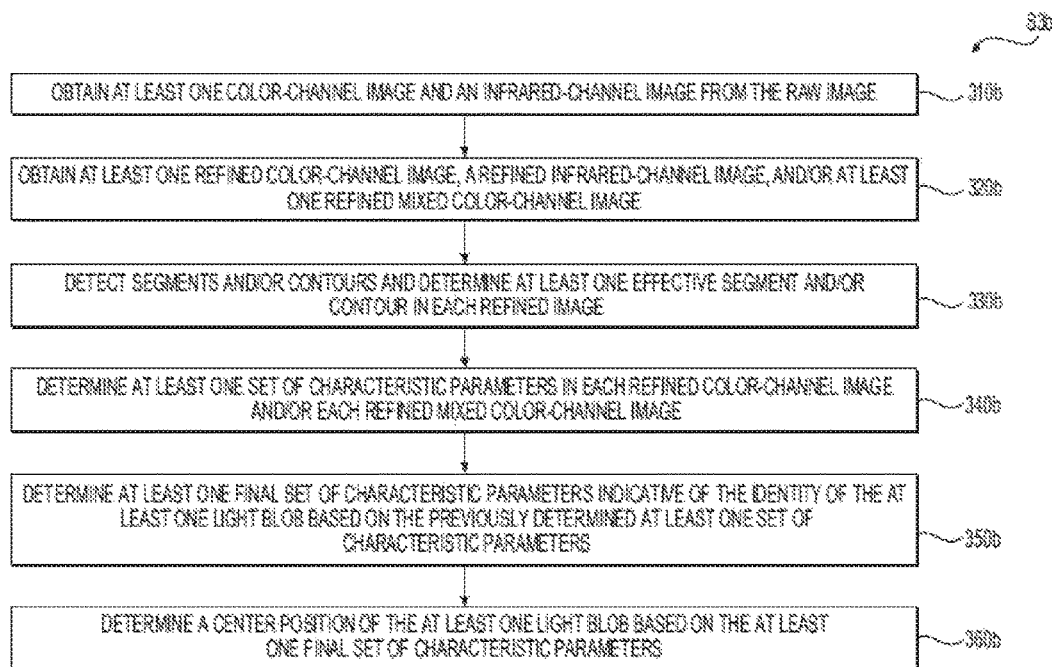 83b
OBTAIN AT LEAST ONE COLOR-CHANNEL IMAGE AND AN INFRARED-CHANNEL IMAGE FROM THE RAW IMAGE.
310b
OBTAIN AT LEAST ONE REFINED COLOR-CHANNEL IMAGE, A REFINED INFRARED-CHANNEL IMAGE, AND/OR AT LEAST
ONE REFINED MIXED COLOR-CHANNEL IMAGE
320b
DETECT SEGMENTS AND/OR CONTOURS AND DETERMINE AT LEAST ONE EFFECTIVE SEGMENT AND/OR
CONTOUR IN EACH REFINED IMAGE
330b
DETERMINE AT LEAST ONE SET OF CHARACTERISTIC PARAMETERS IN EACH REFINED COLOR-CHANNEL IMAGE
AND/OR EACH REFINED MIXED COLOR-CHANNEL IMAGE
340b
DETERMINE AT LEAST ONE FINAL SET OF CHARACTERISTIC PARAMETERS INDICATIVE OF THE IDENTITY OF THE AT
LEAST ONE LIGHT BLOB BASED ON THE PREVIOUSLY DETERMINED AT LEAST ONE SET OF
CHARACTERISTIC PARAMETERS
350b
DETERMINE A CENTER POSITION OF THE AT LEAST ONE LIGHT BLOB BASED ON THE AT LEAST
ONE FINAL SET OF CHARACTERISTIC PARAMETERS
360b